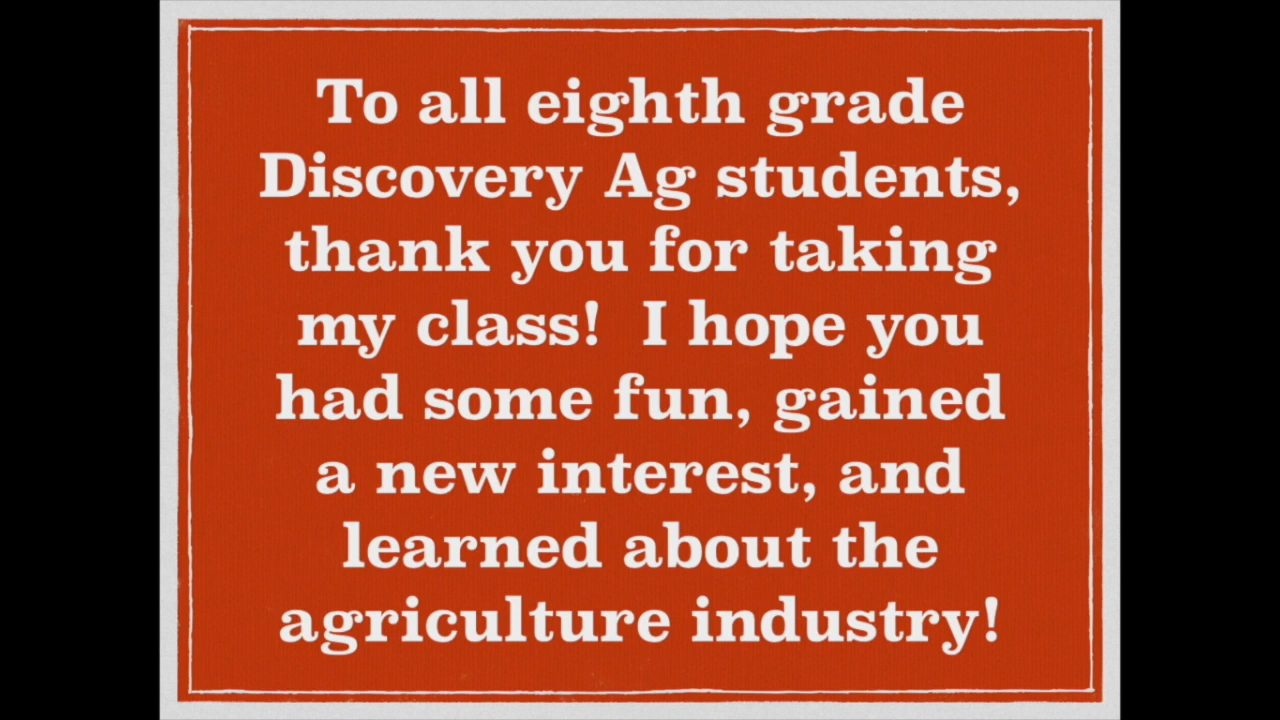 To all eighth grade
Discovery Ag students,
thank you for taking
my class!  I hope you
had some fun, gained
a new interest, and
learned about the
agriculture industry!